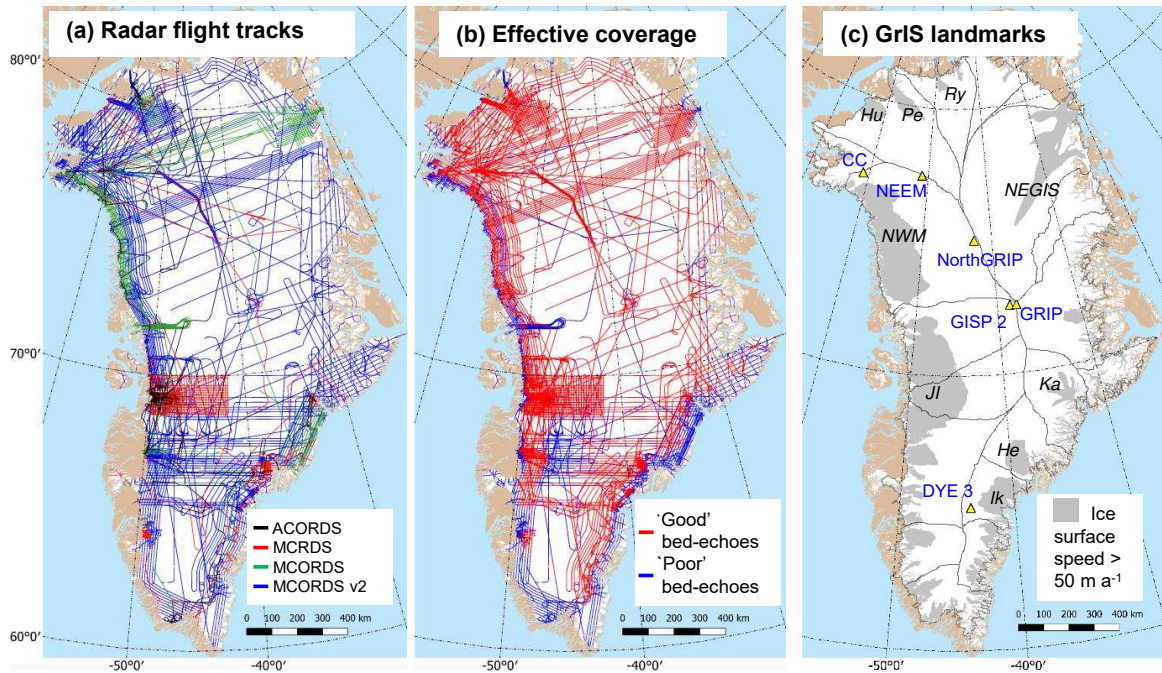 (a) Radar flight tracks
(b) Effective coverage
(c) GrIS landmarks
80°0'
70°0'
60°0'
ACORDS
MCRDS
MCORDS
MCORDS v2
0 100 200 300 400 km
-50°0'
-40°0'
`Good'
bed-echoes
`Poor'
bed-echoes
0 100 200 300 400 km
-50°0'
-40°0'
Hu
Pe
Ry
CC
NEEM
NEGIS
NWM
NorthGRIP
GISP 2
GRIP
JI
Ka
He
DYE 3
Ik
Ice
surface
speed >
50 m a-1
0 100 200 300 400 km
-50°0'
-40°0'